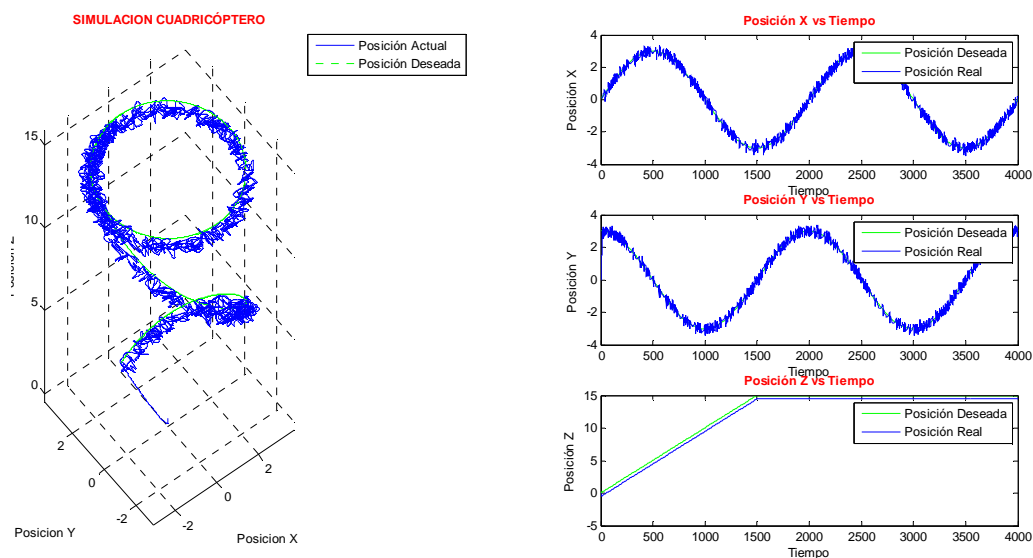 SIMULACION CUADRICÓPTERO
Posición Actual
Posición Deseada
15
10
5
0
2
0
-2
-2
0
2
Posicion Y
Posicion X
Posición X vs Tiempo
Posición X
4
2
0
-2
-4
Posición Deseada
Posición Real
0 500 1000 1500 2000 2500 3000 3500 4000
Tiempo
Posición Y vs Tiempo
Posición Y
4
2
0
-2
-4
Posición Deseada
Posición Real
0 500 1000 1500 2000 2500 3000 3500 4000
Tiempo
Posición Z vs Tiempo
Posición Z
15
10
5
0
-5
Posición Deseada
Posición Real
0 500 1000 1500 2000 2500 3000 3500 4000
Tiempo